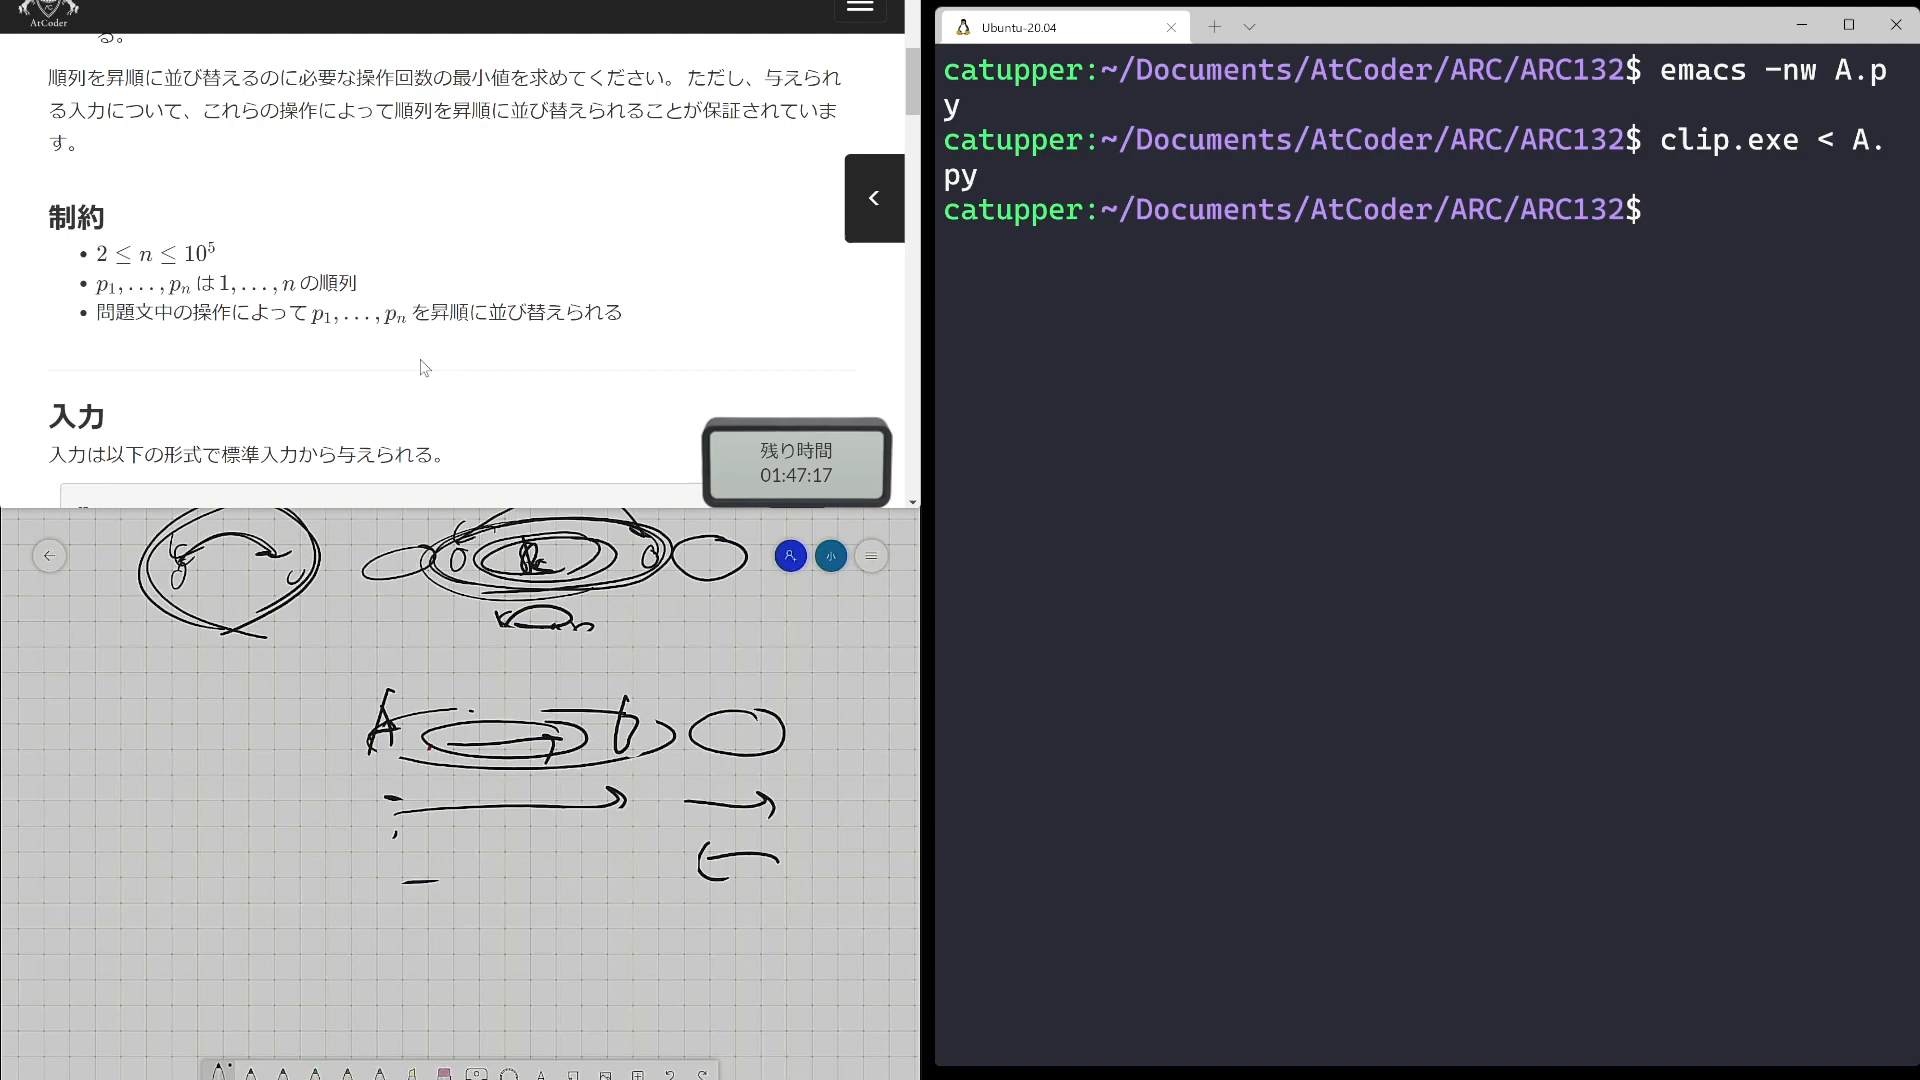 AtCoder
る。
順列を昇順に並び替えるのに必要な操作回数の最小値を求めてください。 ただし、与えられ
る入力について、これらの操作によって順列を昇順に並び替えられることが保証されていま
す。
制約
• 2 ≤ n ≤ 10^5
• p_1, . . . , p_n は 1, . . . , n の順列
• 問題文中の操作によって p_1, . . . , p_n を昇順に並び替えられる
入力
入力は以下の形式で標準入力から与えられる。
残り時間
01:47:17
小
A
Ubuntu-20.04
catupper:~/Documents/AtCoder/ARC/ARC132$ emacs -nw A.p
y
catupper:~/Documents/AtCoder/ARC/ARC132$ clip.exe < A.
py
catupper:~/Documents/AtCoder/ARC/ARC132$